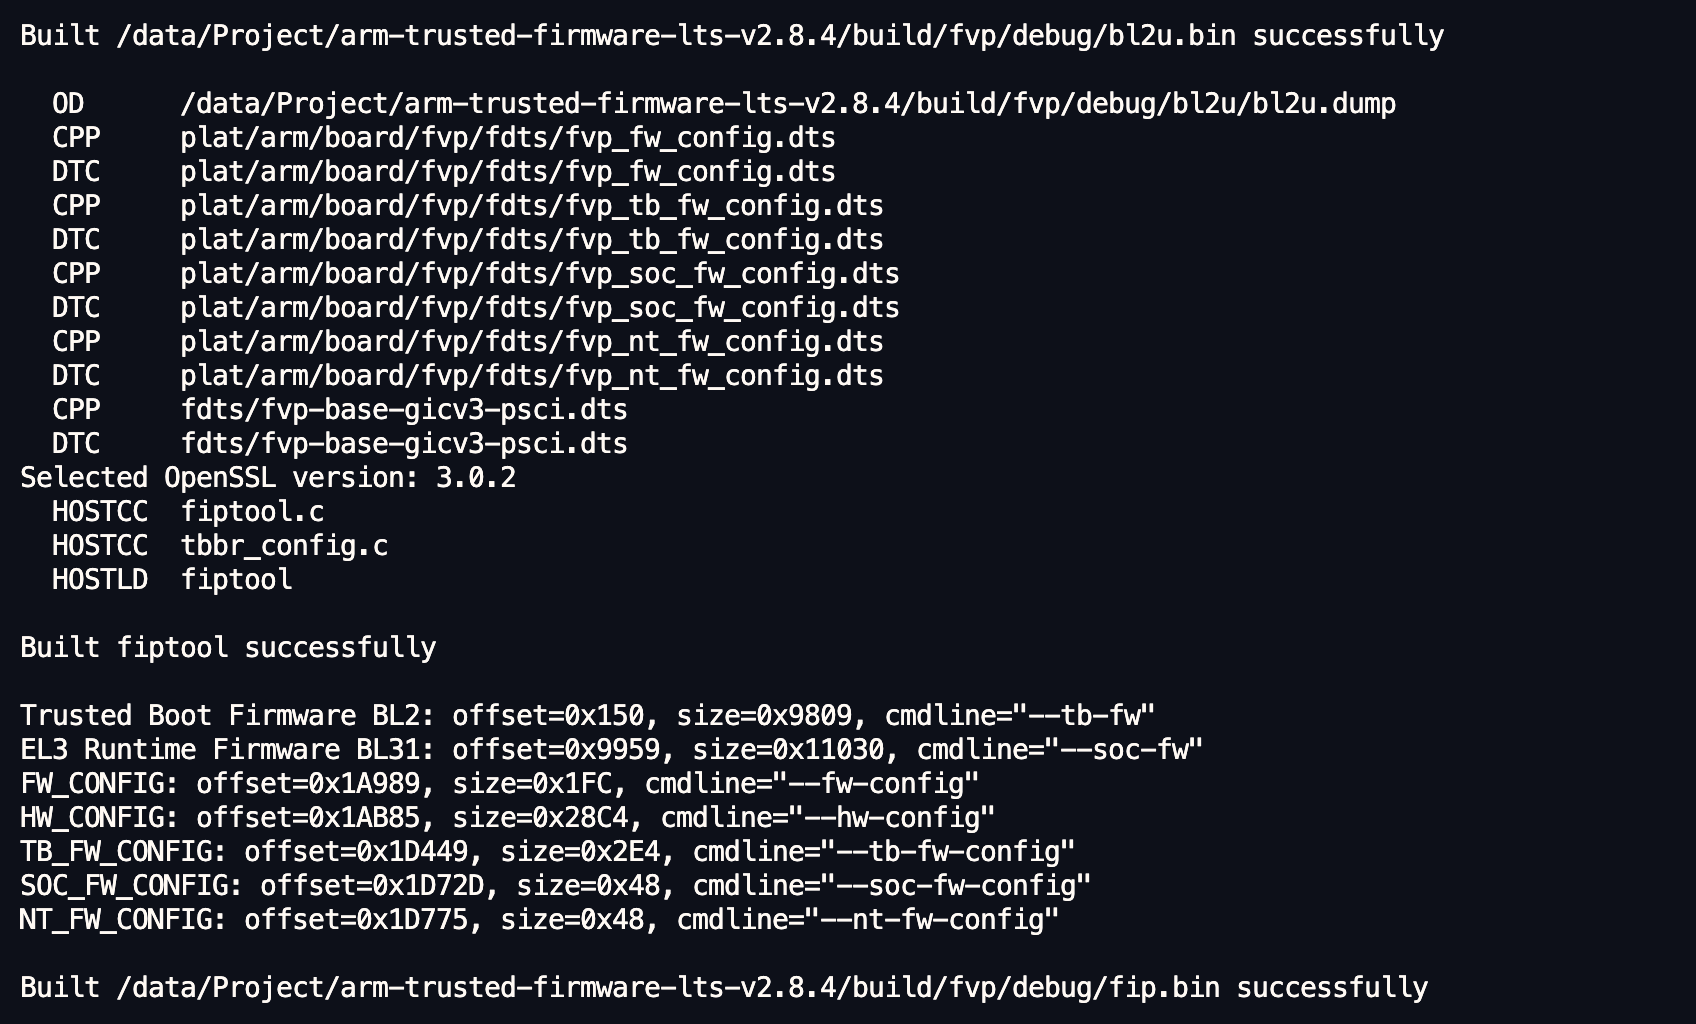 Built /data/Project/arm-trusted-firmware-lts-v2.8.4/build/fvp/debug/bl2u.bin successfully
OD /data/Project/arm-trusted-firmware-lts-v2.8.4/build/fvp/debug/bl2u/bl2u.dump
CPP plat/arm/board/fvp/fdts/fvp_fw_config.dts
DTC plat/arm/board/fvp/fdts/fvp_fw_config.dts
CPP plat/arm/board/fvp/fdts/fvp_tb_fw_config.dts
DTC plat/arm/board/fvp/fdts/fvp_tb_fw_config.dts
CPP plat/arm/board/fvp/fdts/fvp_soc_fw_config.dts
DTC plat/arm/board/fvp/fdts/fvp_soc_fw_config.dts
CPP plat/arm/board/fvp/fdts/fvp_nt_fw_config.dts
DTC plat/arm/board/fvp/fdts/fvp_nt_fw_config.dts
CPP fdts/fvp-base-gicv3-psci.dts
DTC fdts/fvp-base-gicv3-psci.dts
Selected OpenSSL version: 3.0.2
HOSTCC fiptool.c
HOSTCC tbbr_config.c
HOSTLD fiptool
Built fiptool successfully
Trusted Boot Firmware BL2: offset=0x150, size=0x9809, cmdline="--tb-fw"
EL3 Runtime Firmware BL31: offset=0x9959, size=0x11030, cmdline="--soc-fw"
FW_CONFIG: offset=0x1A989, size=0x1FC, cmdline="--fw-config"
HW_CONFIG: offset=0x1AB85, size=0x28C4, cmdline="--hw-config"
TB_FW_CONFIG: offset=0x1D449, size=0x2E4, cmdline="--tb-fw-config"
SOC_FW_CONFIG: offset=0x1D72D, size=0x48, cmdline="--soc-fw-config"
NT_FW_CONFIG: offset=0x1D775, size=0x48, cmdline="--nt-fw-config"
Built /data/Project/arm-trusted-firmware-lts-v2.8.4/build/fvp/debug/fip.bin successfully